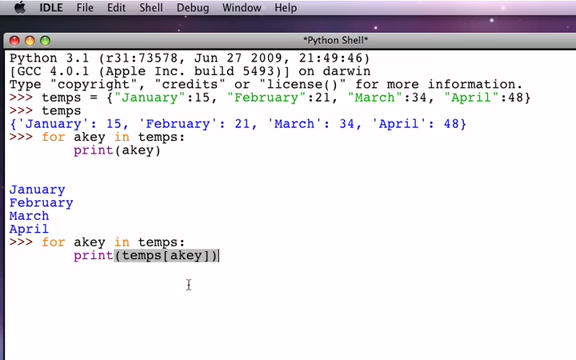 IDLE File Edit Shell Debug Window Help
*Python Shell*
Python 3.1 (r31:73578, Jun 27 2009, 21:49:46)
[GCC 4.0.1 (Apple Inc. build 5493)] on darwin
Type "copyright", "credits" or "license()" for more information.
>>> temps = {"January":15, "February":21, "March":34, "April":48}
>>> temps
{'January': 15, 'February': 21, 'March': 34, 'April': 48}
>>> for akey in temps:
print(akey)
January
February
March
April
>>> for akey in temps:
print(temps[akey])